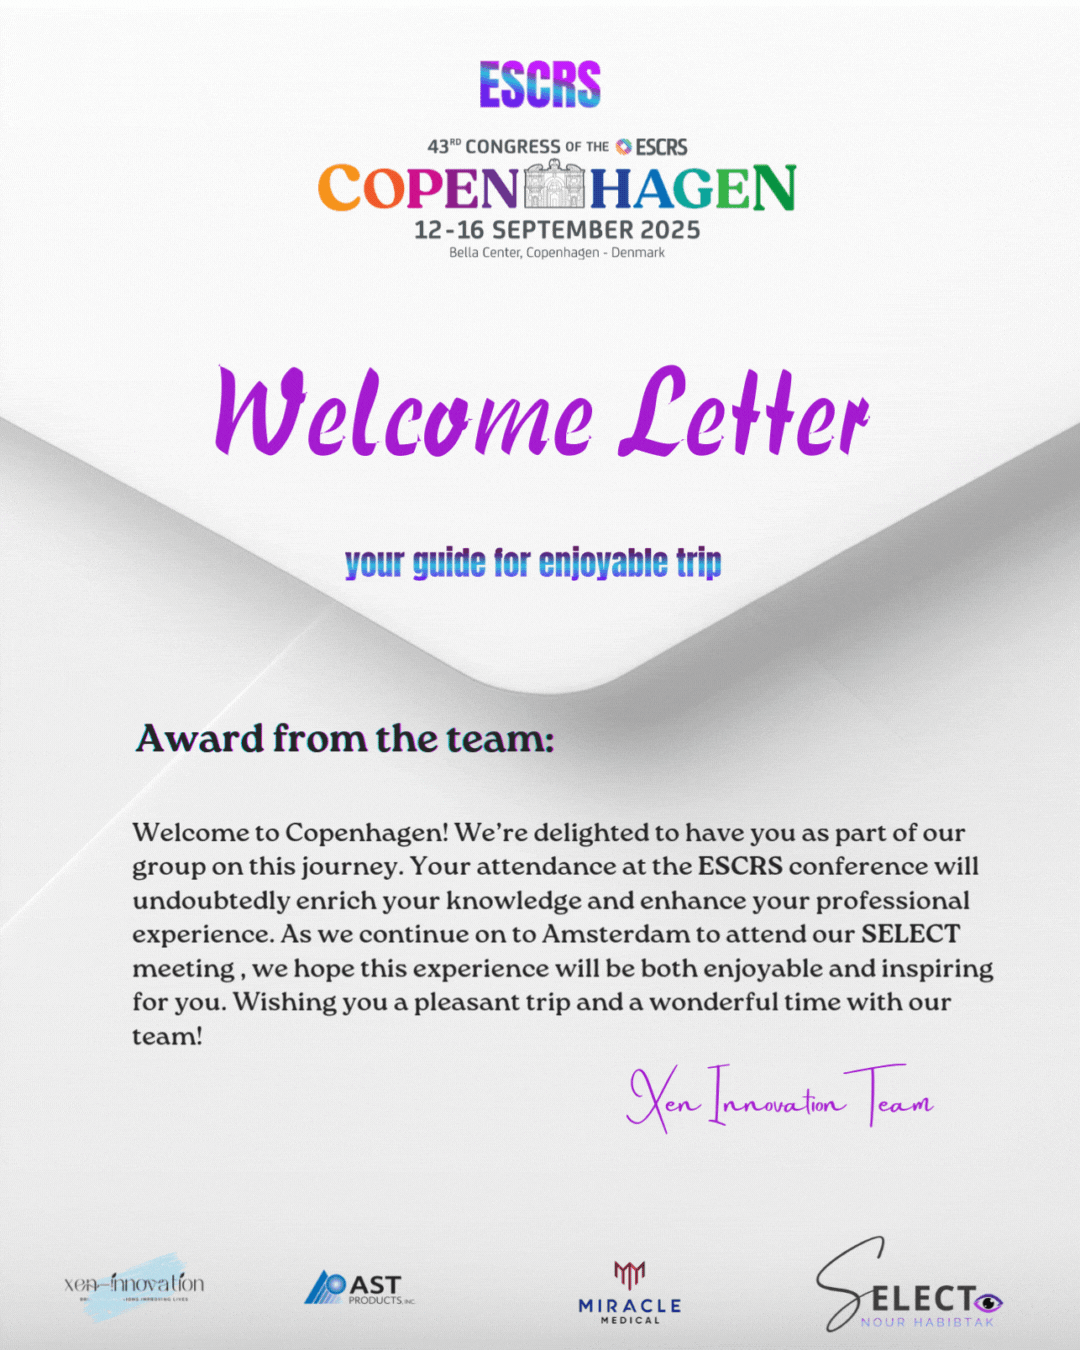 ESCRS
43RD CONGRESS OF THE ESCRS
COPENHAGEN
12-16 SEPTEMBER 2025
Bella Center, Copenhagen - Denmark
Welcome Letter
your guide for enjoyable trip
Award from the team:
Welcome to Copenhagen! We’re delighted to have you as part of our
group on this journey. Your attendance at the ESCRS conference will
undoubtedly enrich your knowledge and enhance your professional
experience. As we continue on to Amsterdam to attend our SELECT
meeting , we hope this experience will be both enjoyable and inspiring
for you. Wishing you a pleasant trip and a wonderful time with our
team!
Xen Innovation Team
xen-innovation
IMPROVING LIVES
AST
PRODUCTS, INC.
MIRACLE
MEDICAL
SELECT
NOUR HABIBTAK